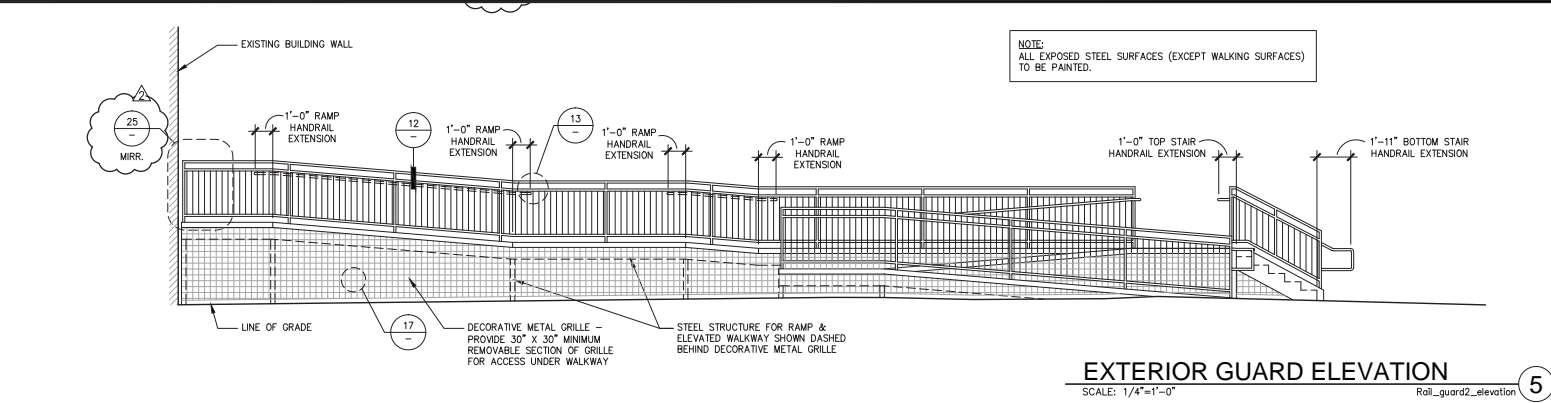 EXISTING BUILDING WALL
NOTE:
ALL EXPOSED STEEL SURFACES (EXCEPT WALKING SURFACES)
TO BE PAINTED.
2
25
-
MIRR.
1'-0" RAMP
HANDRAIL
EXTENSION
12
-
1'-0" RAMP
HANDRAIL
EXTENSION
13
-
1'-0" RAMP
HANDRAIL
EXTENSION
1'-0" RAMP
HANDRAIL
EXTENSION
1'-0" TOP STAIR
HANDRAIL EXTENSION
1'-11" BOTTOM STAIR
HANDRAIL EXTENSION
LINE OF GRADE
17
-
DECORATIVE METAL GRILLE –
PROVIDE 30" X 30" MINIMUM
REMOVABLE SECTION OF GRILLE
FOR ACCESS UNDER WALKWAY
STEEL STRUCTURE FOR RAMP &
ELEVATED WALKWAY SHOWN DASHED
BEHIND DECORATIVE METAL GRILLE
EXTERIOR GUARD ELEVATION
SCALE: 1/4"=1'-0"
Rail_guard2_elevation
5